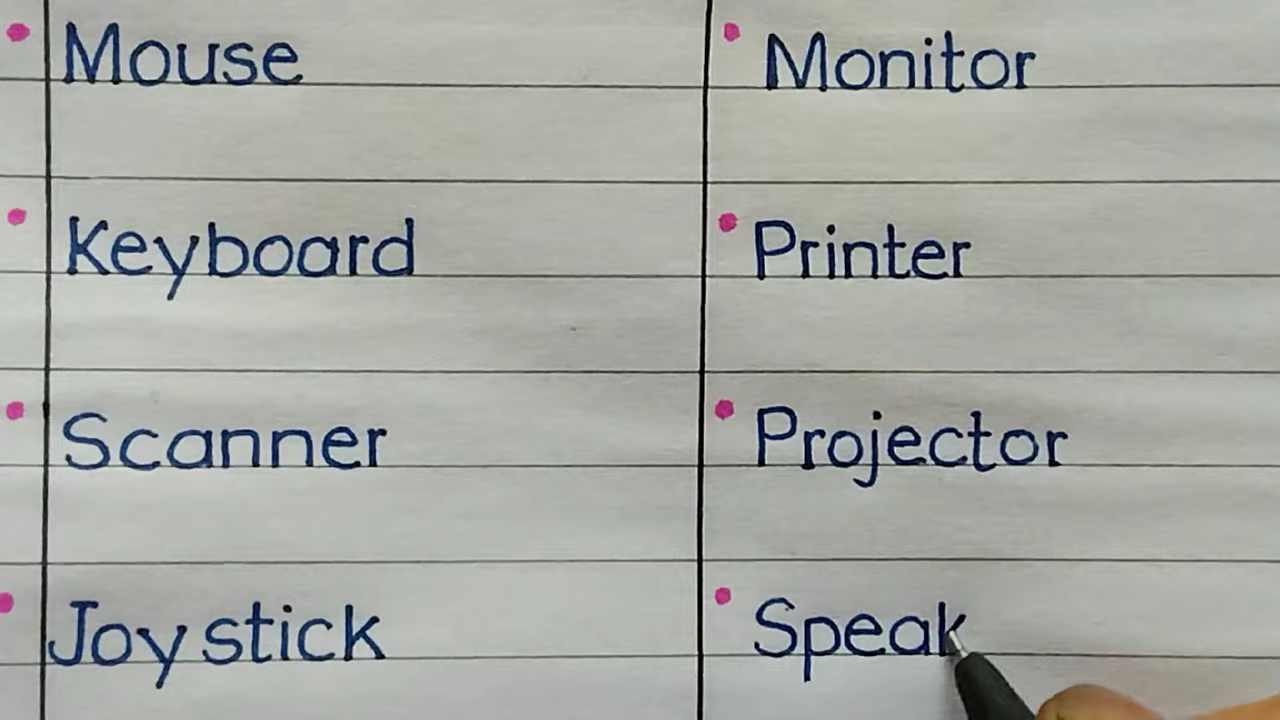 Mouse
Monitor
Keyboard
Printer
Scanner
Projector
Joystick
Speak